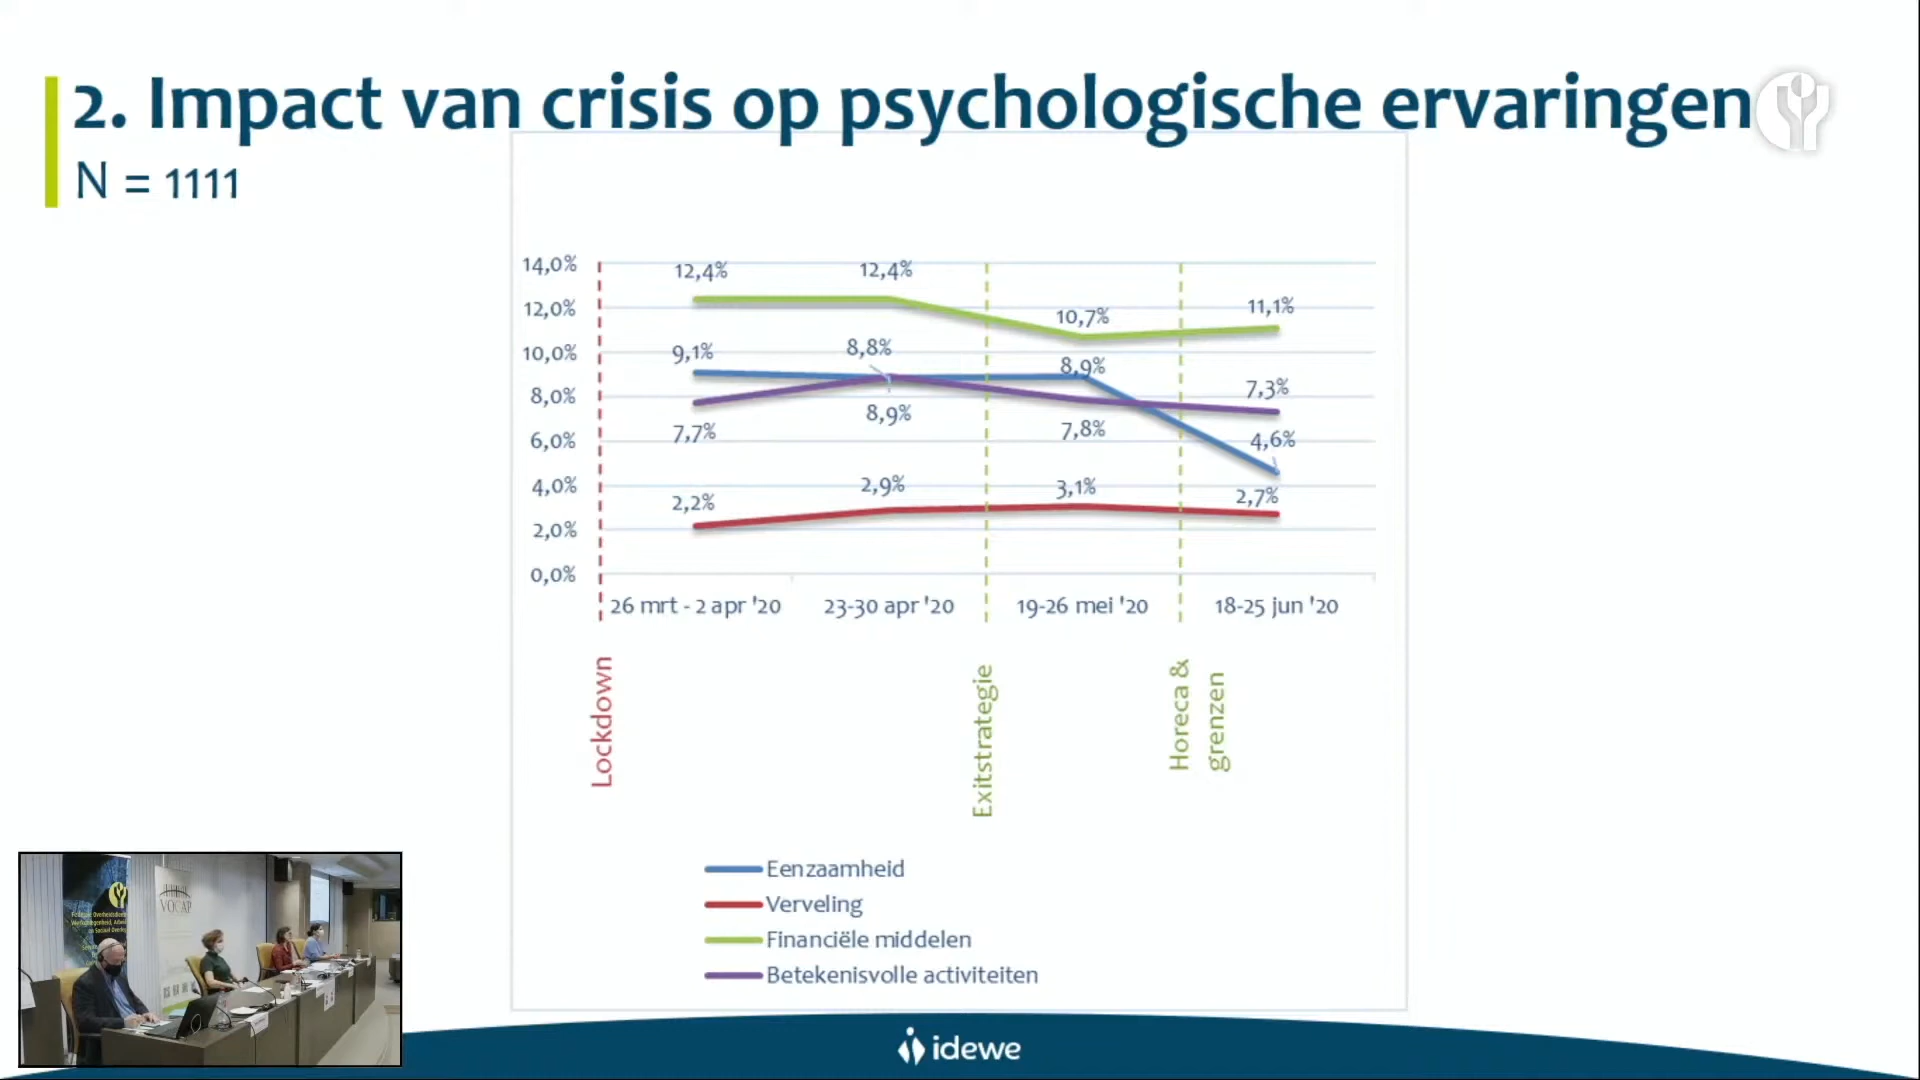 2. Impact van crisis op psychologische ervaringen
N = 1111
14,0%
12,0%
10,0%
8,0%
6,0%
4,0%
2,0%
0,0%
12,4%
12,4%
10,7%
11,1%
9,1%
8,8%
8,9%
7,3%
7,7%
8,9%
7,8%
4,6%
2,2%
2,9%
3,1%
2,7%
26 mrt - 2 apr '20
23-30 apr '20
19-26 mei '20
18-25 jun '20
Lockdown
Exitstrategie
Horeca &
grenzen
Eenzaamheid
Verveling
Financiële middelen
Betekenisvolle activiteiten
VOCAP
idewe